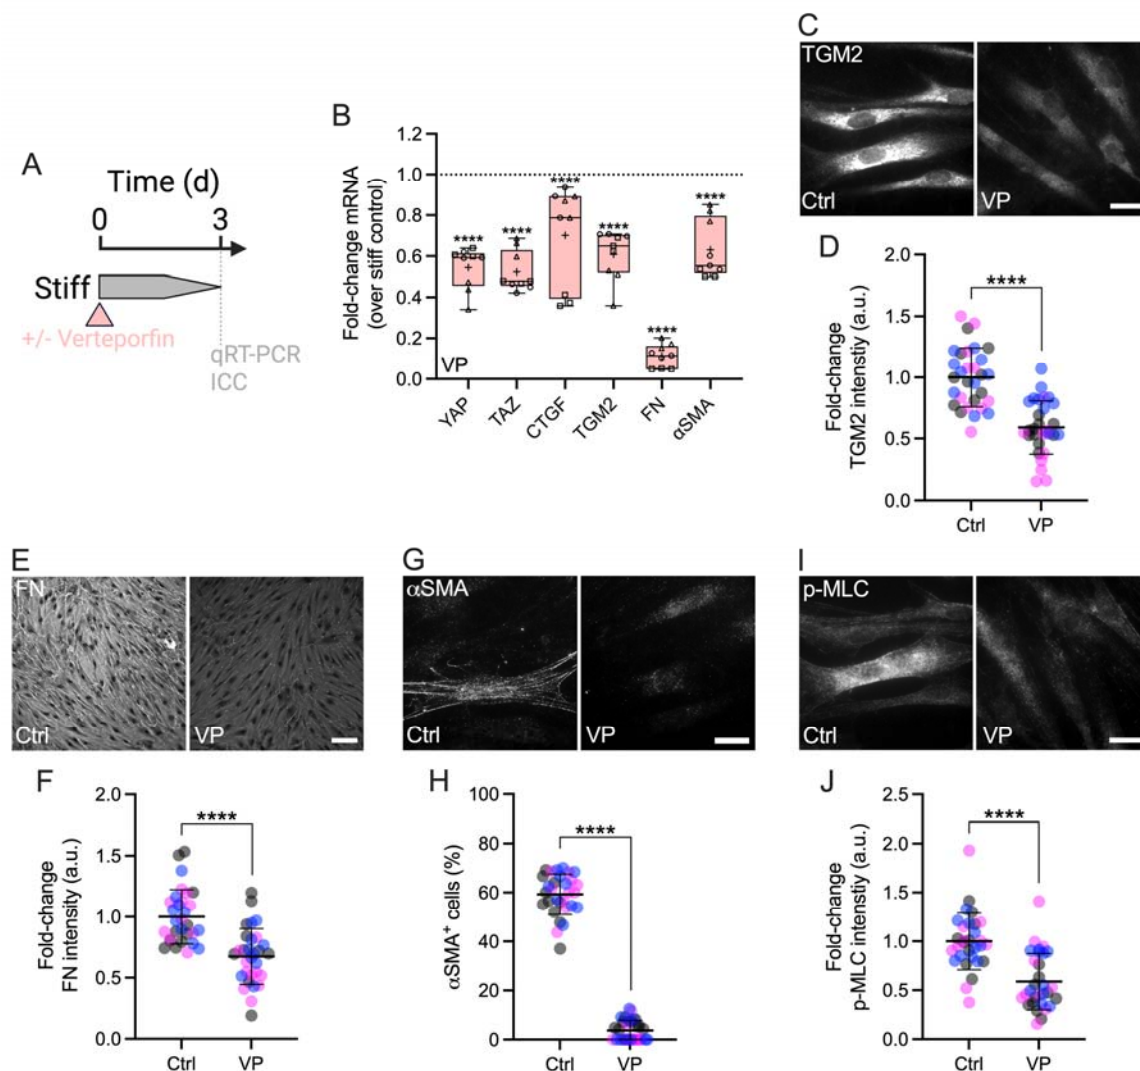 A
Time (d)
0 3
Stiff
+/- Verteporfin
qRT-PCR
ICC
B
Fold-change mRNA
(over stiff control)
1.2
1.0
0.8
0.6
0.4
0.2
0.0
**** **** **** **** **** ****
VP
YAP TAZ CTGF TGM2 FN αSMA
C
TGM2
Ctrl VP
D
Fold-change
TGM2 intenstiy (a.u.)
2.0
1.5
1.0
0.5
0.0
****
Ctrl VP
E
FN
Ctrl VP
F
Fold-change
FN intensity (a.u.)
2.0
1.5
1.0
0.5
0.0
****
Ctrl VP
G
αSMA
Ctrl VP
H
αSMA⁺ cells (%)
100
80
60
40
20
0
****
Ctrl VP
I
p-MLC
Ctrl VP
J
Fold-change
p-MLC intenstiy (a.u.)
2.5
2.0
1.5
1.0
0.5
0.0
****
Ctrl VP